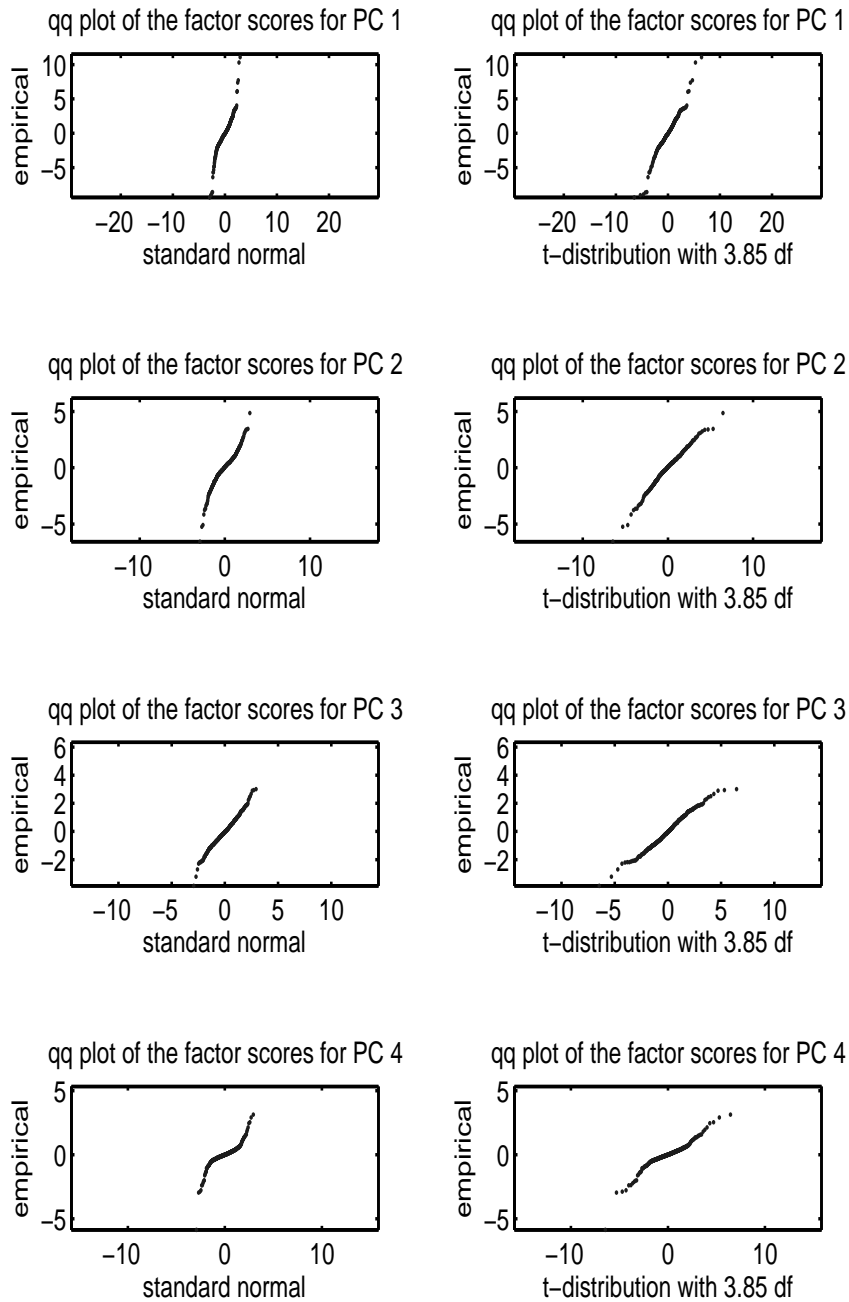 qq plot of the factor scores for PC 1
qq plot of the factor scores for PC 1
empirical
10
5
0
−5
−20 −10 0 10 20
standard normal
empirical
10
5
0
−5
−20 −10 0 10 20
t−distribution with 3.85 df
qq plot of the factor scores for PC 2
qq plot of the factor scores for PC 2
empirical
5
0
−5
−10 0 10
standard normal
empirical
5
0
−5
−10 0 10
t−distribution with 3.85 df
qq plot of the factor scores for PC 3
qq plot of the factor scores for PC 3
empirical
6
4
2
0
−2
−10 −5 0 5 10
standard normal
empirical
6
4
2
0
−2
−10 −5 0 5 10
t−distribution with 3.85 df
qq plot of the factor scores for PC 4
qq plot of the factor scores for PC 4
empirical
5
0
−5
−10 0 10
standard normal
empirical
5
0
−5
−10 0 10
t−distribution with 3.85 df